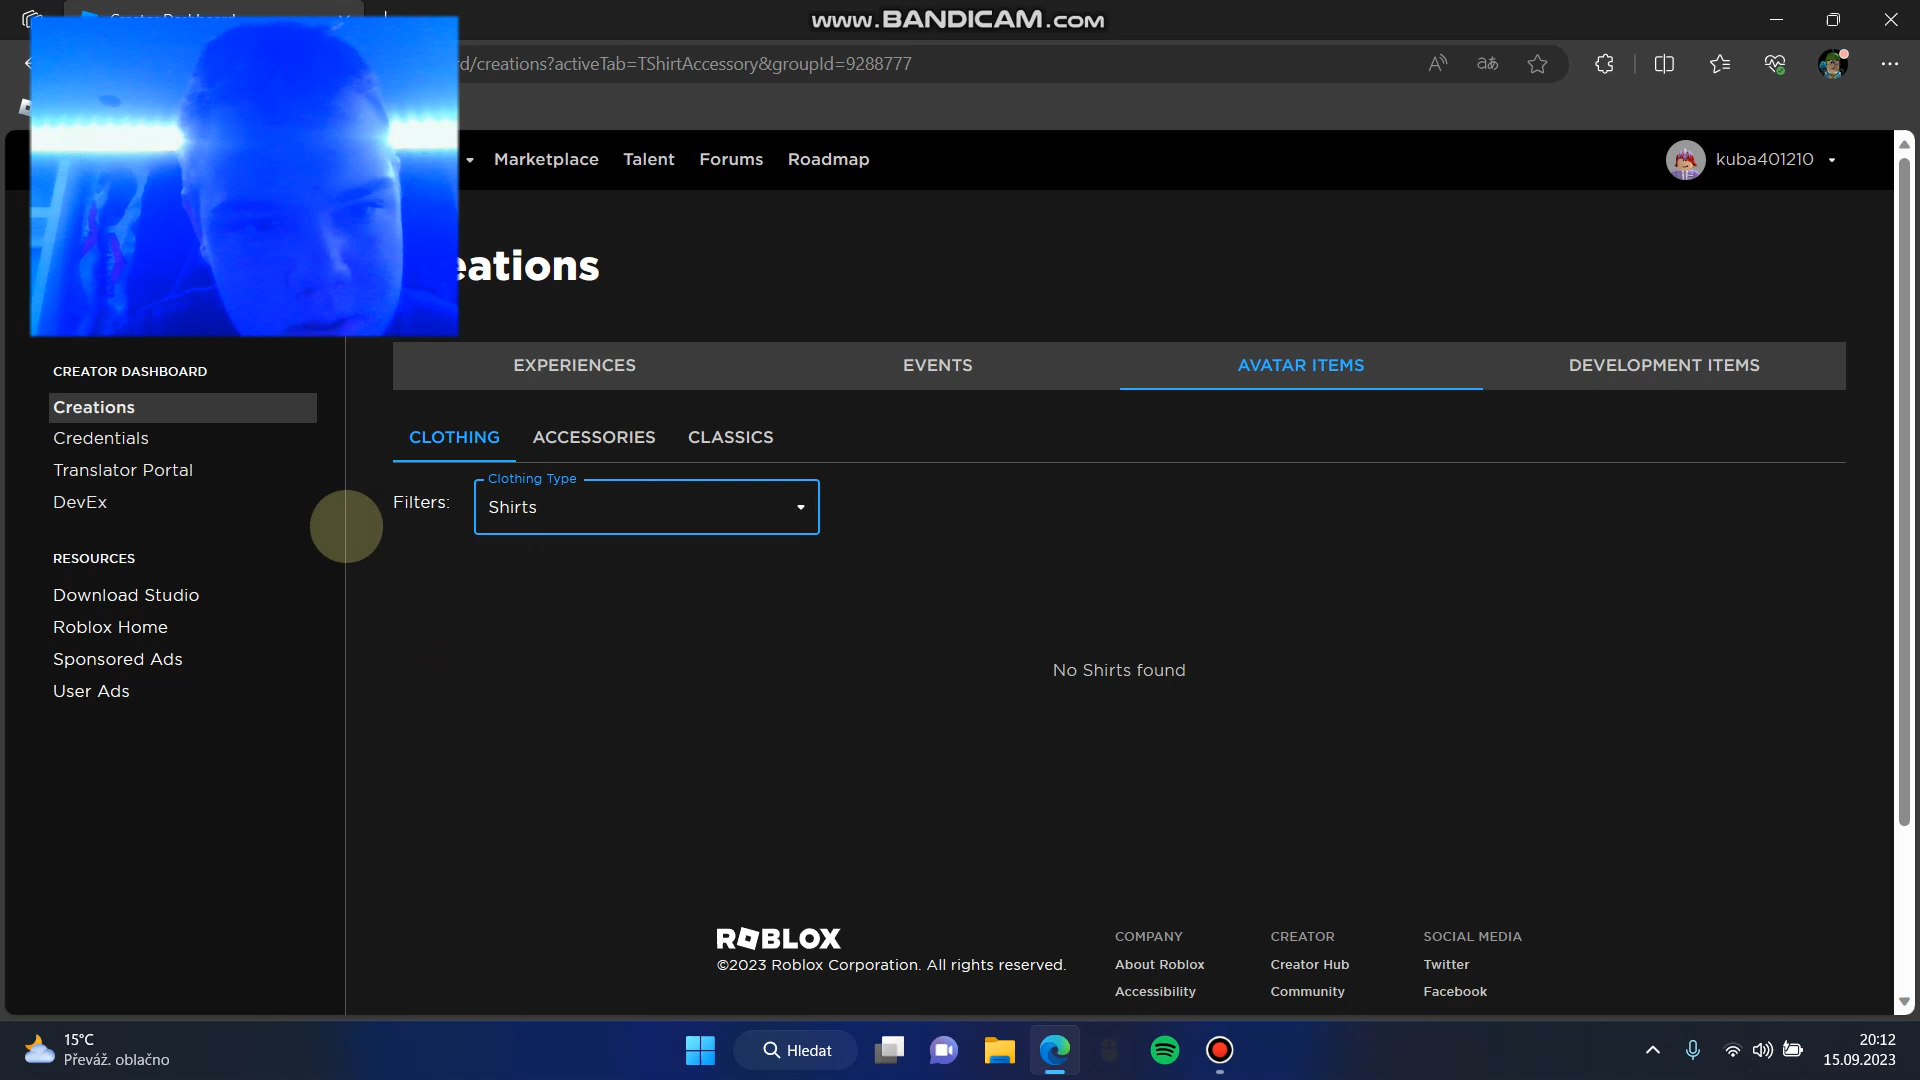 www.BANDICAM.com
d/creations?activeTab=TShirtAccessory&groupId=9288777
Marketplace
Talent
Forums
Roadmap
kuba401210
eations
EXPERIENCES
EVENTS
AVATAR ITEMS
DEVELOPMENT ITEMS
CREATOR DASHBOARD
Creations
Credentials
Translator Portal
DevEx
RESOURCES
Download Studio
Roblox Home
Sponsored Ads
User Ads
CLOTHING
ACCESSORIES
CLASSICS
Filters:
Clothing Type
Shirts
No Shirts found
ROBLOX
©2023 Roblox Corporation. All rights reserved.
COMPANY
About Roblox
Accessibility
CREATOR
Creator Hub
Community
SOCIAL MEDIA
Twitter
Facebook
15°C
Převáž. oblačno
Hledat
20:12
15.09.2023